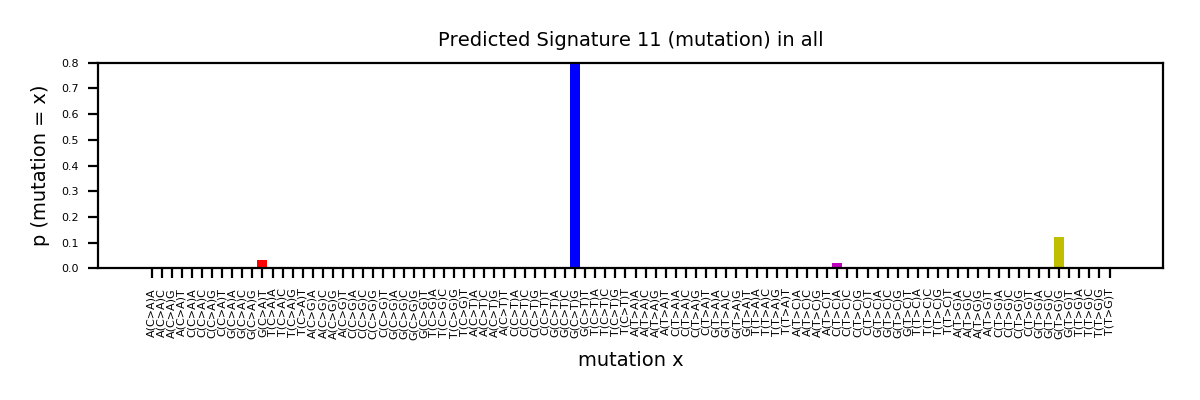 Predicted Signature 11 (mutation) in all
p (mutation = x)
0.8
0.7
0.6
0.5
0.4
0.3
0.2
0.1
0.0
A(C>A)A
A(C>A)C
A(C>A)G
A(C>A)T
C(C>A)A
C(C>A)C
C(C>A)G
C(C>A)T
G(C>A)A
G(C>A)C
G(C>A)G
G(C>A)T
T(C>A)A
T(C>A)C
T(C>A)G
T(C>A)T
A(C>G)A
A(C>G)C
A(C>G)G
A(C>G)T
C(C>G)A
C(C>G)C
C(C>G)G
C(C>G)T
G(C>G)A
G(C>G)C
G(C>G)G
G(C>G)T
T(C>G)A
T(C>G)C
T(C>G)G
T(C>G)T
A(C>T)A
A(C>T)C
A(C>T)G
A(C>T)T
C(C>T)A
C(C>T)C
C(C>T)G
C(C>T)T
G(C>T)A
G(C>T)C
G(C>T)G
G(C>T)T
T(C>T)A
T(C>T)C
T(C>T)G
T(C>T)T
A(T>A)A
A(T>A)C
A(T>A)G
A(T>A)T
C(T>A)A
C(T>A)C
C(T>A)G
C(T>A)T
G(T>A)A
G(T>A)C
G(T>A)G
G(T>A)T
T(T>A)A
T(T>A)C
T(T>A)G
T(T>A)T
A(T>C)A
A(T>C)C
A(T>C)G
A(T>C)T
C(T>C)A
C(T>C)C
C(T>C)G
C(T>C)T
G(T>C)A
G(T>C)C
G(T>C)G
G(T>C)T
T(T>C)A
T(T>C)C
T(T>C)G
T(T>C)T
A(T>G)A
A(T>G)C
A(T>G)G
A(T>G)T
C(T>G)A
C(T>G)C
C(T>G)G
C(T>G)T
G(T>G)A
G(T>G)C
G(T>G)G
G(T>G)T
T(T>G)A
T(T>G)C
T(T>G)G
T(T>G)T
mutation x